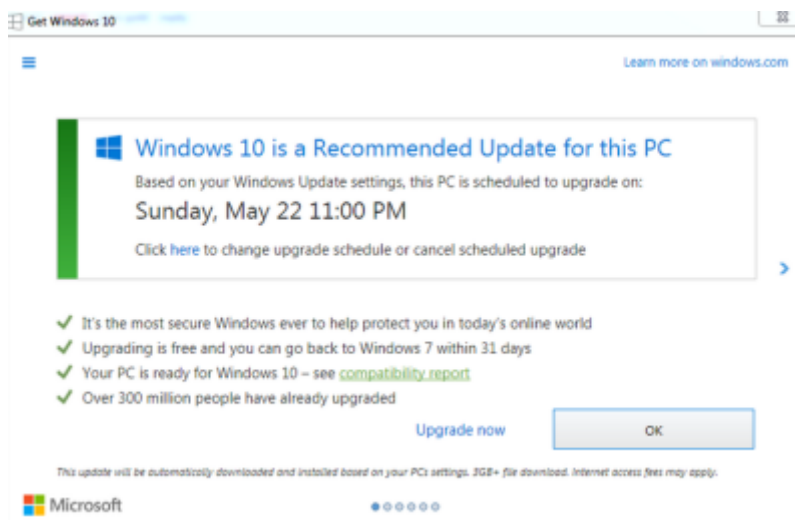 Get Windows 10
Learn more on windows.com
Windows 10 is a Recommended Update for this PC
Based on your Windows Update settings, this PC is scheduled to upgrade on:
Sunday, May 22 11:00 PM
Click here to change upgrade schedule or cancel scheduled upgrade
It's the most secure Windows ever to help protect you in today's online world
Upgrading is free and you can go back to Windows 7 within 31 days
Your PC is ready for Windows 10 – see compatibility report
Over 300 million people have already upgraded
Upgrade now
OK
This update will be automatically downloaded and installed based on your PCs settings. 3GB+ file download. Internet access fees may apply.
Microsoft